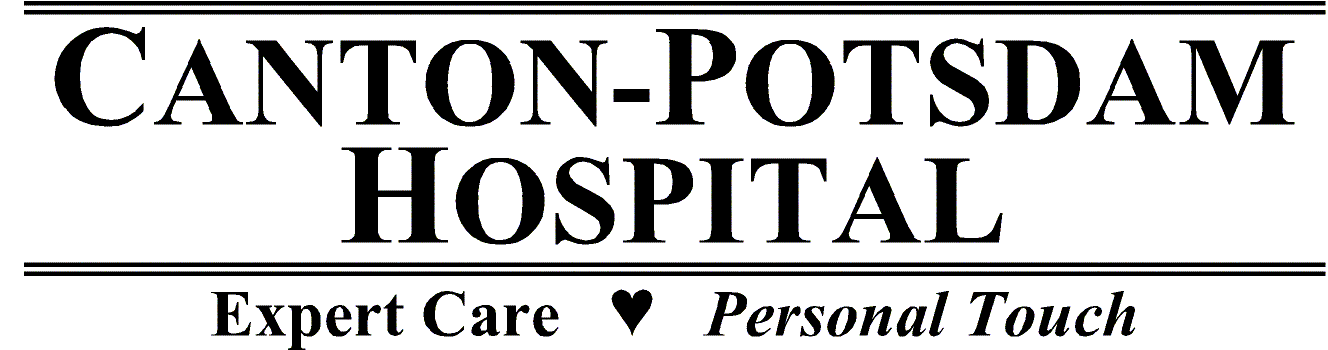 CANTON-POTSDAM
HOSPITAL
Expert Care ♥ Personal Touch